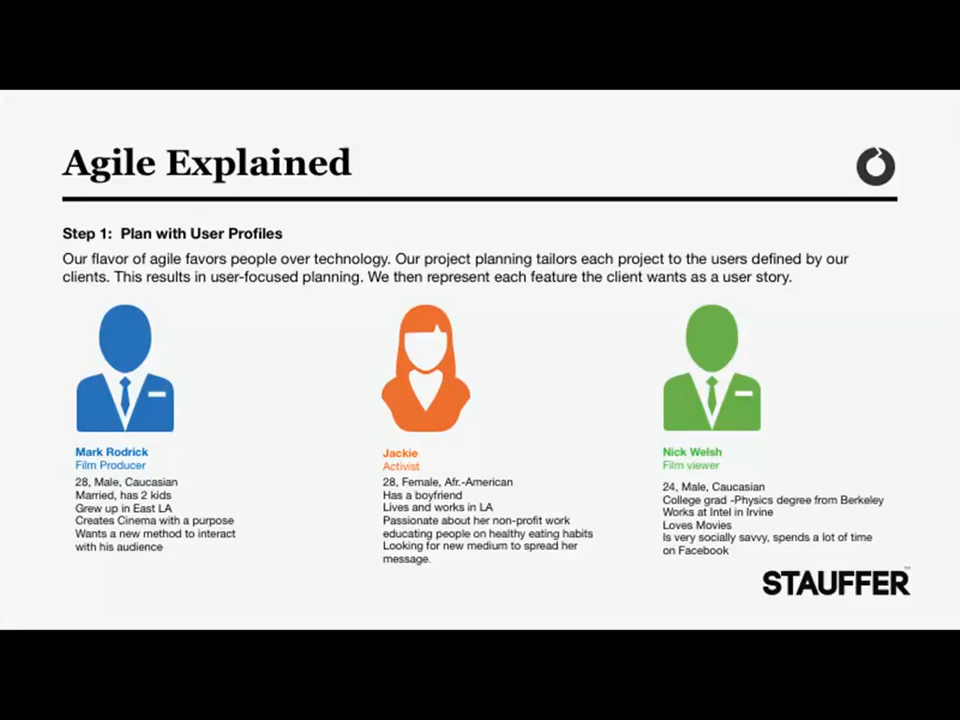 Agile Explained
Step 1:  Plan with User Profiles
Our flavor of agile favors people over technology. Our project planning tailors each project to the users defined by our
clients. This results in user-focused planning. We then represent each feature the client wants as a user story.
Mark Rodrick
Film Producer
28, Male, Caucasian
Married, has 2 kids
Grew up in East LA
Creates Cinema with a purpose
Wants a new method to interact
with his audience
Jackie
Activist
28, Female, Afr.-American
Has a boyfriend
Lives and works in LA
Passionate about her non-profit work
educating people on healthy eating habits
Looking for new medium to spread her
message.
Nick Welsh
Film viewer
24, Male, Caucasian
College grad -Physics degree from Berkeley
Works at Intel in Irvine
Loves Movies
Is very socially savvy, spends a lot of time
on Facebook
STAUFFER™